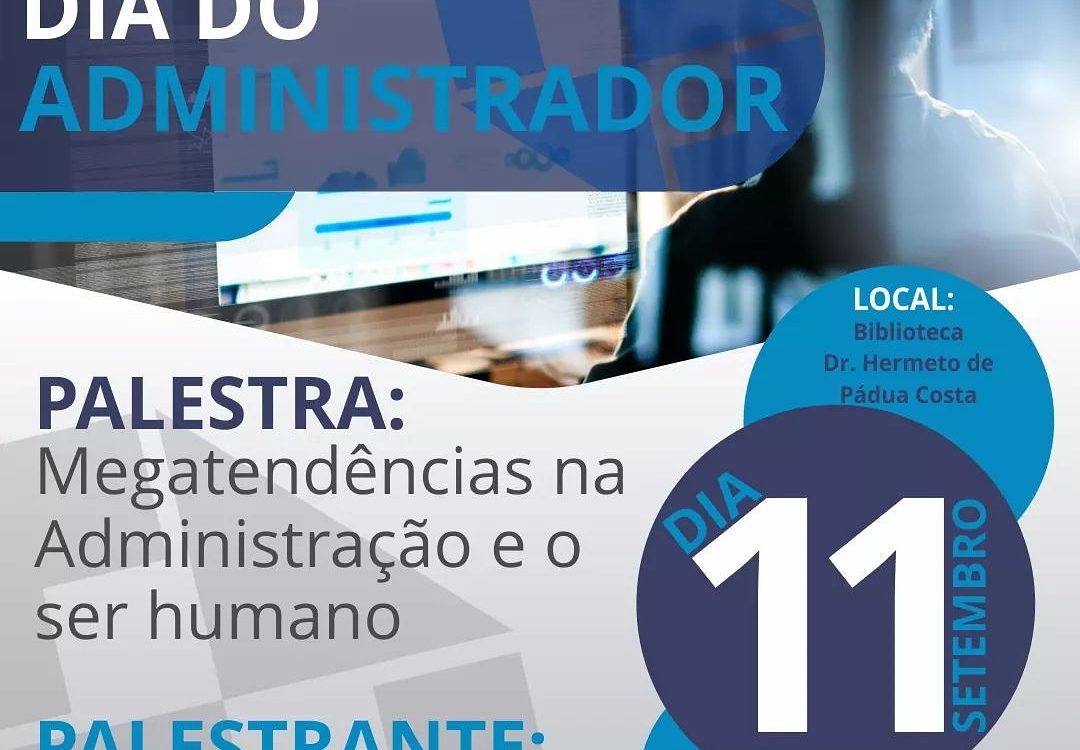 DIA DO
ADMINISTRADOR
LOCAL:
Biblioteca
Dr. Hermeto de
Pádua Costa
PALESTRA:
Megatendências na
Administração e o
ser humano
DIA
11
SETEMBRO
PALESTRANTE: